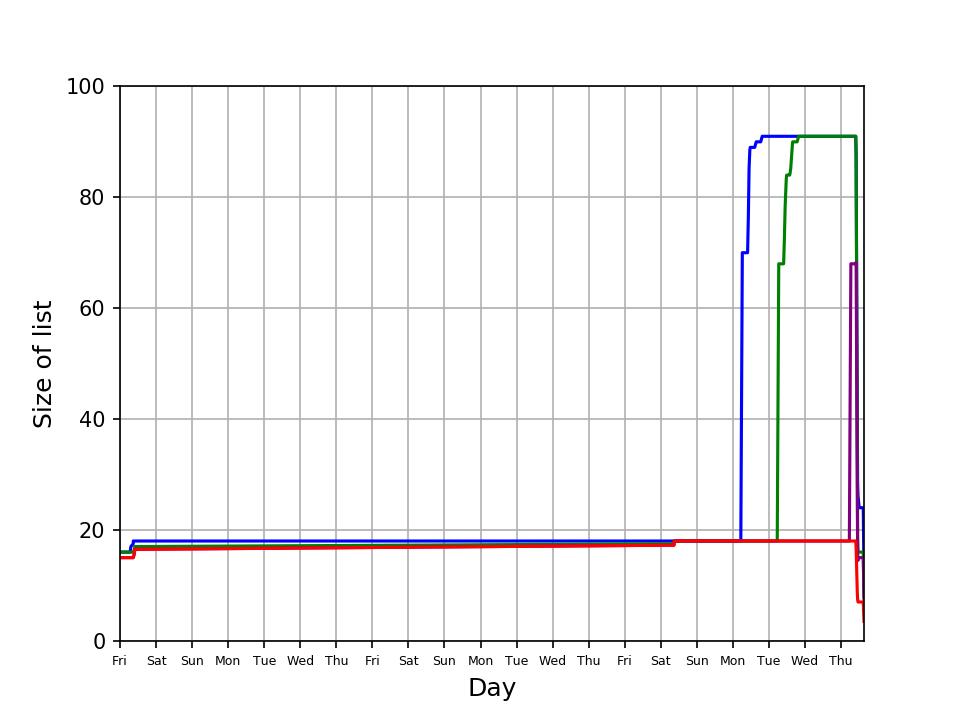 100
80
60
40
20
0
Size of list
Fri Sat Sun Mon Tue Wed Thu Fri Sat Sun Mon Tue Wed Thu Fri Sat Sun Mon Tue Wed Thu
Day